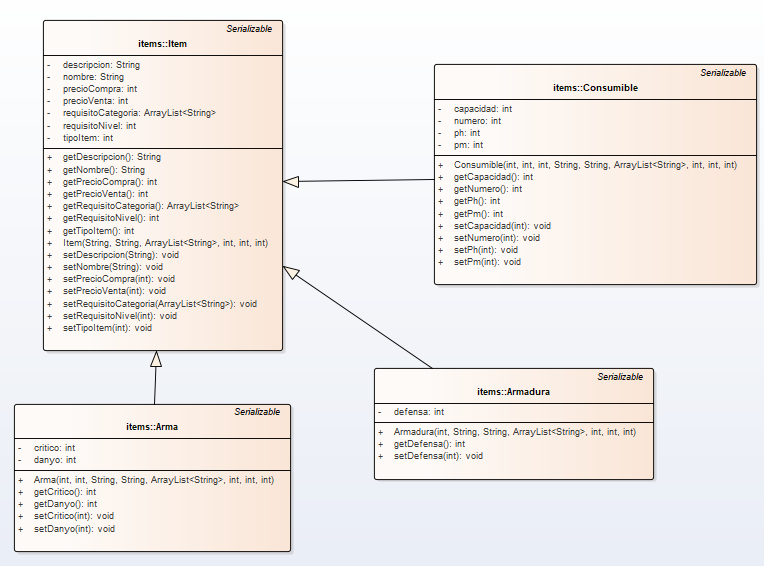 Serializable
items::Item
- descripcion: String
- nombre: String
- precioCompra: int
- precioVenta: int
- requisitoCategoria: ArrayList<String>
- requisitoNivel: int
- tipoItem: int
+ getDescripcion(): String
+ getNombre(): String
+ getPrecioCompra(): int
+ getPrecioVenta(): int
+ getRequisitoCategoria(): ArrayList<String>
+ getRequisitoNivel(): int
+ getTipoItem(): int
+ Item(String, String, ArrayList<String>, int, int, int)
+ setDescripcion(String): void
+ setNombre(String): void
+ setPrecioCompra(int): void
+ setPrecioVenta(int): void
+ setRequisitoCategoria(ArrayList<String>): void
+ setRequisitoNivel(int): void
+ setTipoItem(int): void
Serializable
items::Consumible
- capacidad: int
- numero: int
- ph: int
- pm: int
+ Consumible(int, int, int, String, String, ArrayList<String>, int, int, int)
+ getCapacidad(): int
+ getNumero(): int
+ getPh(): int
+ getPm(): int
+ setCapacidad(int): void
+ setNumero(int): void
+ setPh(int): void
+ setPm(int): void
Serializable
items::Armadura
- defensa: int
+ Armadura(int, String, String, ArrayList<String>, int, int, int)
+ getDefensa(): int
+ setDefensa(int): void
Serializable
items::Arma
- critico: int
- danyo: int
+ Arma(int, int, String, String, ArrayList<String>, int, int, int)
+ getCritico(): int
+ getDanyo(): int
+ setCritico(int): void
+ setDanyo(int): void